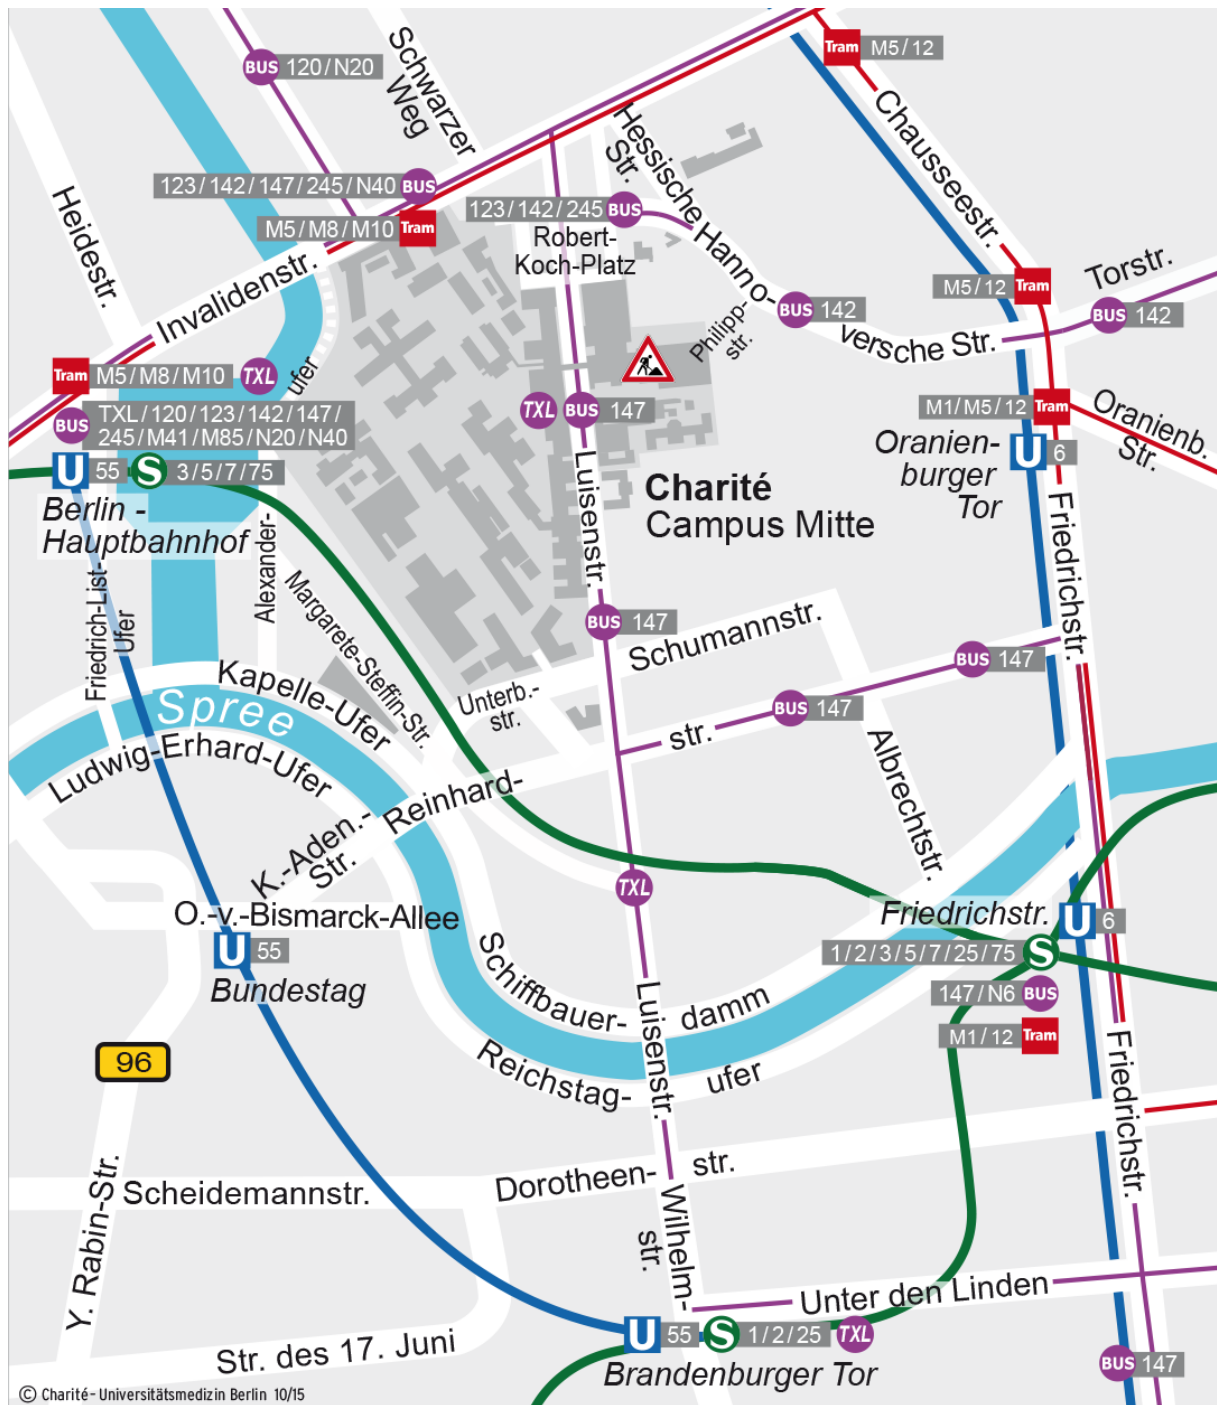 Tram M5/12
BUS 120/N20
Schwarzer
Weg
Hessische
Str.
Chausseestr.
123/142/147/245/N40 BUS
M5/M8/M10 Tram
123/142/245 BUS
Robert-
Koch-Platz
Heidestr.
Invalidenstr.
Hanno-
versche Str.
Torstr.
M5/12 Tram
BUS 142
BUS 142
Philipp-
str.
ufer
Tram M5/M8/M10 TXL
BUS TXL/120/123/142/147/
245/M41/M85/N20/N40
TXL BUS 147
M1/M5/12 Tram
Oranienb.
Str.
U 55 S 3/5/7/75
Berlin -
Hauptbahnhof
Luisenstr.
Charité
Campus Mitte
Oranien-
burger
Tor
U 6
Friedrichstr.
Alexander-
Friedrich-List-
Ufer
Margarete-Steffin-Str.
BUS 147
Schumannstr.
BUS 147
Kapelle-Ufer
Spree
Unterb.-
str.
BUS 147
str.
Reinhard-
Albrechtstr.
Ludwig-Erhard-Ufer
K.-Aden.-
Str.
TXL
O.-v.-Bismarck-Allee
U 55
Bundestag
Friedrichstr.
U 6
1/2/3/5/7/25/75 S
147/N6 BUS
M1/12 Tram
Schiffbauer-
damm
Luisenstr.
Reichstag-
ufer
96
Friedrichstr.
Y. Rabin-Str.
Scheidemannstr.
Dorotheen-
str.
Wilhelm-
str.
Unter den Linden
Str. des 17. Juni
U 55 S 1/2/25 TXL
Brandenburger Tor
BUS 147
© Charité - Universitätsmedizin Berlin 10/15